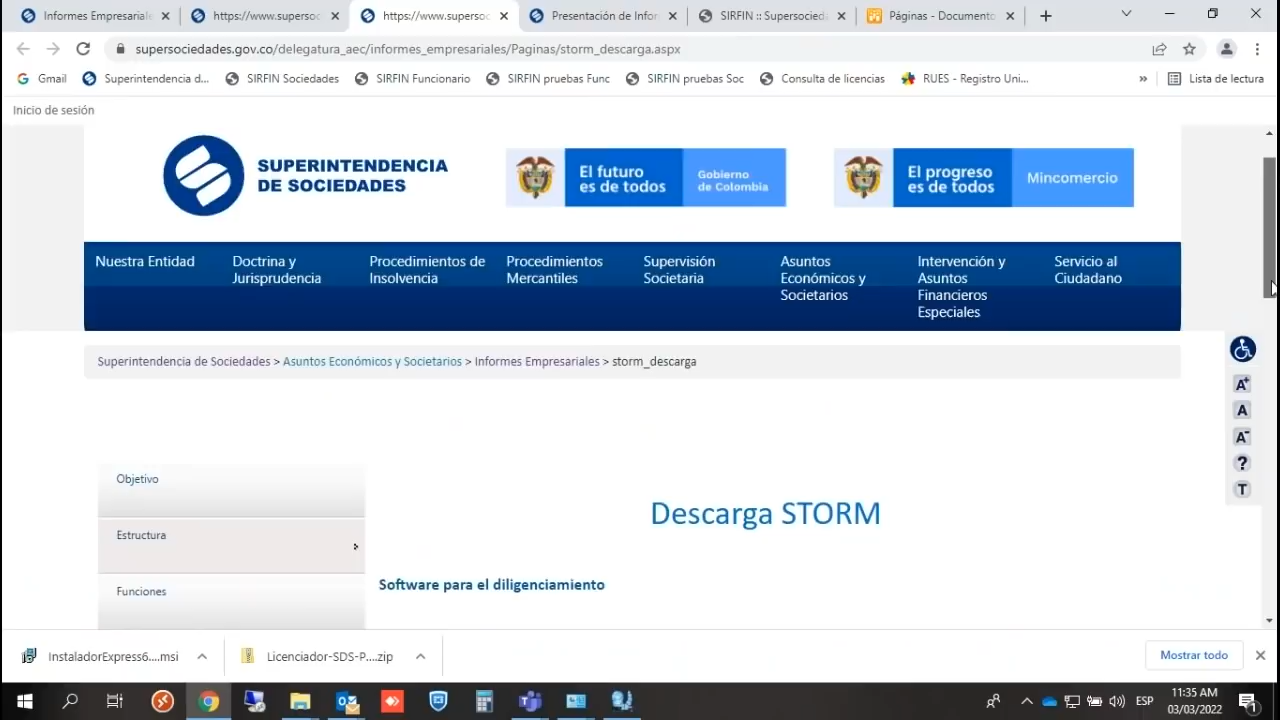 Informes Empresariale
https://www.supersoc
https://www.supersoc
Presentación de Infor
SIRFIN :: Supersocieda
Páginas - Documento
supersociedades.gov.co/delegatura_aec/informes_empresariales/Paginas/storm_descarga.aspx
Gmail
Superintendencia d...
SIRFIN Sociedades
SIRFIN Funcionario
SIRFIN pruebas Func
SIRFIN pruebas Soc
Consulta de licencias
RUES - Registro Uni...
»
Lista de lectura
Inicio de sesión
SUPERINTENDENCIA
DE SOCIEDADES
El futuro
es de todos
Gobierno
de Colombia
El progreso
es de todos
Mincomercio
Nuestra Entidad
Doctrina y
Jurisprudencia
Procedimientos de
Insolvencia
Procedimientos
Mercantiles
Supervisión
Societaria
Asuntos
Económicos y
Societarios
Intervención y
Asuntos
Financieros
Especiales
Servicio al
Ciudadano
Superintendencia de Sociedades > Asuntos Económicos y Societarios > Informes Empresariales > storm_descarga
A+
A
A-
?
T
Objetivo
Estructura
Funciones
Descarga STORM
Software para el diligenciamiento
InstaladorExpress6....msi
Licenciador-SDS-P....zip
Mostrar todo
ESP
11:35 AM
03/03/2022
1